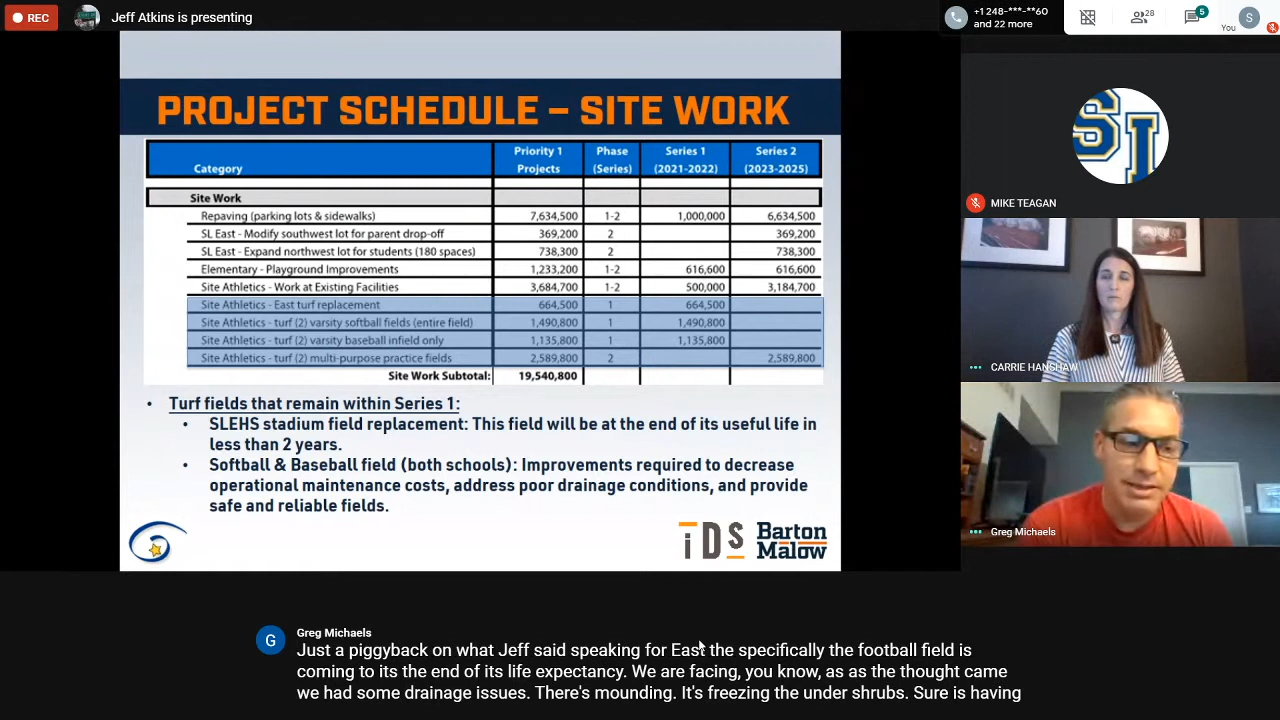 REC
Jeff Atkins is presenting
+1 248-***-**60
and 22 more
28
5
S
You
PROJECT SCHEDULE – SITE WORK
Category Priority 1 Projects Phase (Series) Series 1 (2021-2022) Series 2 (2023-2025)
Site Work
Repaving (parking lots & sidewalks) 7,634,500 1-2 1,000,000 6,634,500
SL East - Modify southwest lot for parent drop-off 369,200 2 369,200
SL East - Expand northwest lot for students (180 spaces) 738,300 2 738,300
Elementary - Playground Improvements 1,233,200 1-2 616,600 616,600
Site Athletics - Work at Existing Facilities 3,684,700 1-2 500,000 3,184,700
Site Athletics - East turf replacement 664,500 1 664,500
Site Athletics - turf (2) varsity softball fields (entire field) 1,490,800 1 1,490,800
Site Athletics - turf (2) varsity baseball infield only 1,135,800 1 1,135,800
Site Athletics - turf (2) multi-purpose practice fields 2,589,800 2 2,589,800
Site Work Subtotal: 19,540,800
• Turf fields that remain within Series 1:
• SLEHS stadium field replacement: This field will be at the end of its useful life in
less than 2 years.
• Softball & Baseball field (both schools): Improvements required to decrease
operational maintenance costs, address poor drainage conditions, and provide
safe and reliable fields.
iDS
Barton
Malow
SL
MIKE TEAGAN
CARRIE HANSHAW
Greg Michaels
G
Greg Michaels
Just a piggyback on what Jeff said speaking for East the specifically the football field is
coming to its the end of its life expectancy. We are facing, you know, as as the thought came
we had some drainage issues. There's mounding. It's freezing the under shrubs. Sure is having